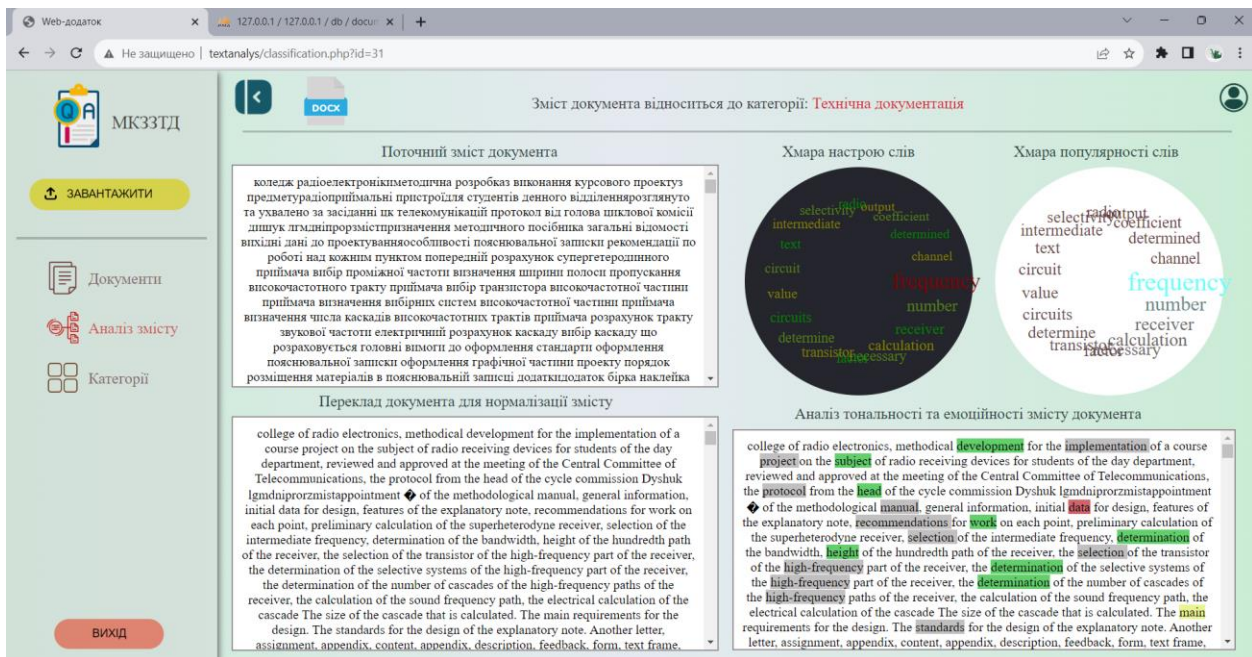 Web-додаток
127.0.0.1 / 127.0.0.1 / db / docum
Не защищено
textanalys/classification.php?id=31
QA
МКЗЗТД
ЗАВАНТАЖИТИ
Документи
Аналіз змісту
Категорії
ВИХІД
DOCX
Зміст документа відноситься до категорії: Технічна документація
Поточний зміст документа
коледж радіоелектронікиметодична розробказ виконання курсового проектуз
предметурадіоприймальні пристроїдля студентів денного відділеннярозглянуто
та ухвалено за засіданні цк телекомунікацій протокол від голова циклової комісії
дишук лгмдніпророзмістпризначення методичного посібника загальні відомості
вихідні дані до проектуванняособливості пояснювальної записки рекомендації по
роботі над кожним пунктом попередній розрахунок супергетеродинного
приймача вибір проміжної частоти визначення ширини полоси пропускання
високочастотного тракту приймача вибір транзистора високочастотної частини
приймача визначення вибірних систем високочастотної частини приймача
визначення числа каскадів високочастотних трактів приймача розрахунок тракту
звукової частоти електричний розрахунок каскаду вибір каскаду що
розраховується головні вимоги до оформлення стандарти оформлення
пояснювальної записки оформлення графічної частини проекту порядок
розміщення матеріалів в пояснювальній записці додаткидодаток бірка наклейка
Переклад документа для нормалізації змісту
college of radio electronics, methodical development for the implementation of a
course project on the subject of radio receiving devices for students of the day
department, reviewed and approved at the meeting of the Central Committee of
Telecommunications, the protocol from the head of the cycle commission Dyshuk
lgmdniprorzmistappointment � of the methodological manual, general information,
initial data for design, features of the explanatory note, recommendations for work on
each point, preliminary calculation of the superheterodyne receiver, selection of the
intermediate frequency, determination of the bandwidth, height of the hundredth path
of the receiver, the selection of the transistor of the high-frequency part of the receiver,
the determination of the selective systems of the high-frequency part of the receiver,
the determination of the number of cascades of the high-frequency paths of the
receiver, the calculation of the sound frequency path, the electrical calculation of the
cascade The size of the cascade that is calculated. The main requirements for the
design. The standards for the design of the explanatory note. Another letter,
assignment, appendix, content, appendix, description, feedback, form, text frame,
Хмара настрою слів
radio
output
selectivity
coefficient
intermediate
determined
text
channel
circuit
frequency
value
number
circuits
receiver
determine
calculation
transistor
necessary
Хмара популярності слів
radio
output
selectivity
coefficient
intermediate
determined
text
channel
circuit
frequency
value
number
circuits
receiver
determine
calculation
transistor
factor
necessary
Аналіз тональності та емоційності змісту документа
college of radio electronics, methodical development for the implementation of a course
project on the subject of radio receiving devices for students of the day department,
reviewed and approved at the meeting of the Central Committee of Telecommunications,
the protocol from the head of the cycle commission Dyshuk lgmdniprorzmistappointment
� of the methodological manual, general information, initial data for design, features of
the explanatory note, recommendations for work on each point, preliminary calculation of
the superheterodyne receiver, selection of the intermediate frequency, determination of
the bandwidth, height of the hundredth path of the receiver, the selection of the transistor
of the high-frequency part of the receiver, the determination of the selective systems of
the high-frequency part of the receiver, the determination of the number of cascades of
the high-frequency paths of the receiver, the calculation of the sound frequency path, the
electrical calculation of the cascade The size of the cascade that is calculated. The main
requirements for the design. The standards for the design of the explanatory note. Another
letter, assignment, appendix, content, appendix, description, feedback, form, text frame,